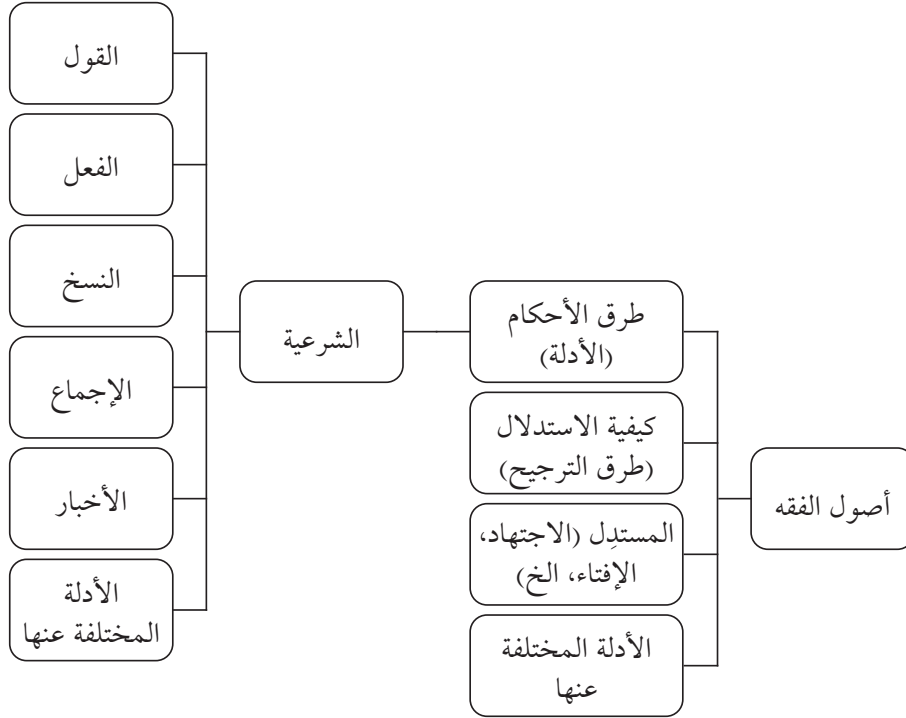 أصول الفقه
طرق الأحكام
(الأدلة)
كيفية الاستدلال
(طرق الترجيح)
المستدِل (الاجتهاد،
الإفتاء، الخ)
الأدلة المختلفة
عنها
الشرعية
القول
الفعل
النسخ
الإجماع
الأخبار
الأدلة
المختلفة عنها